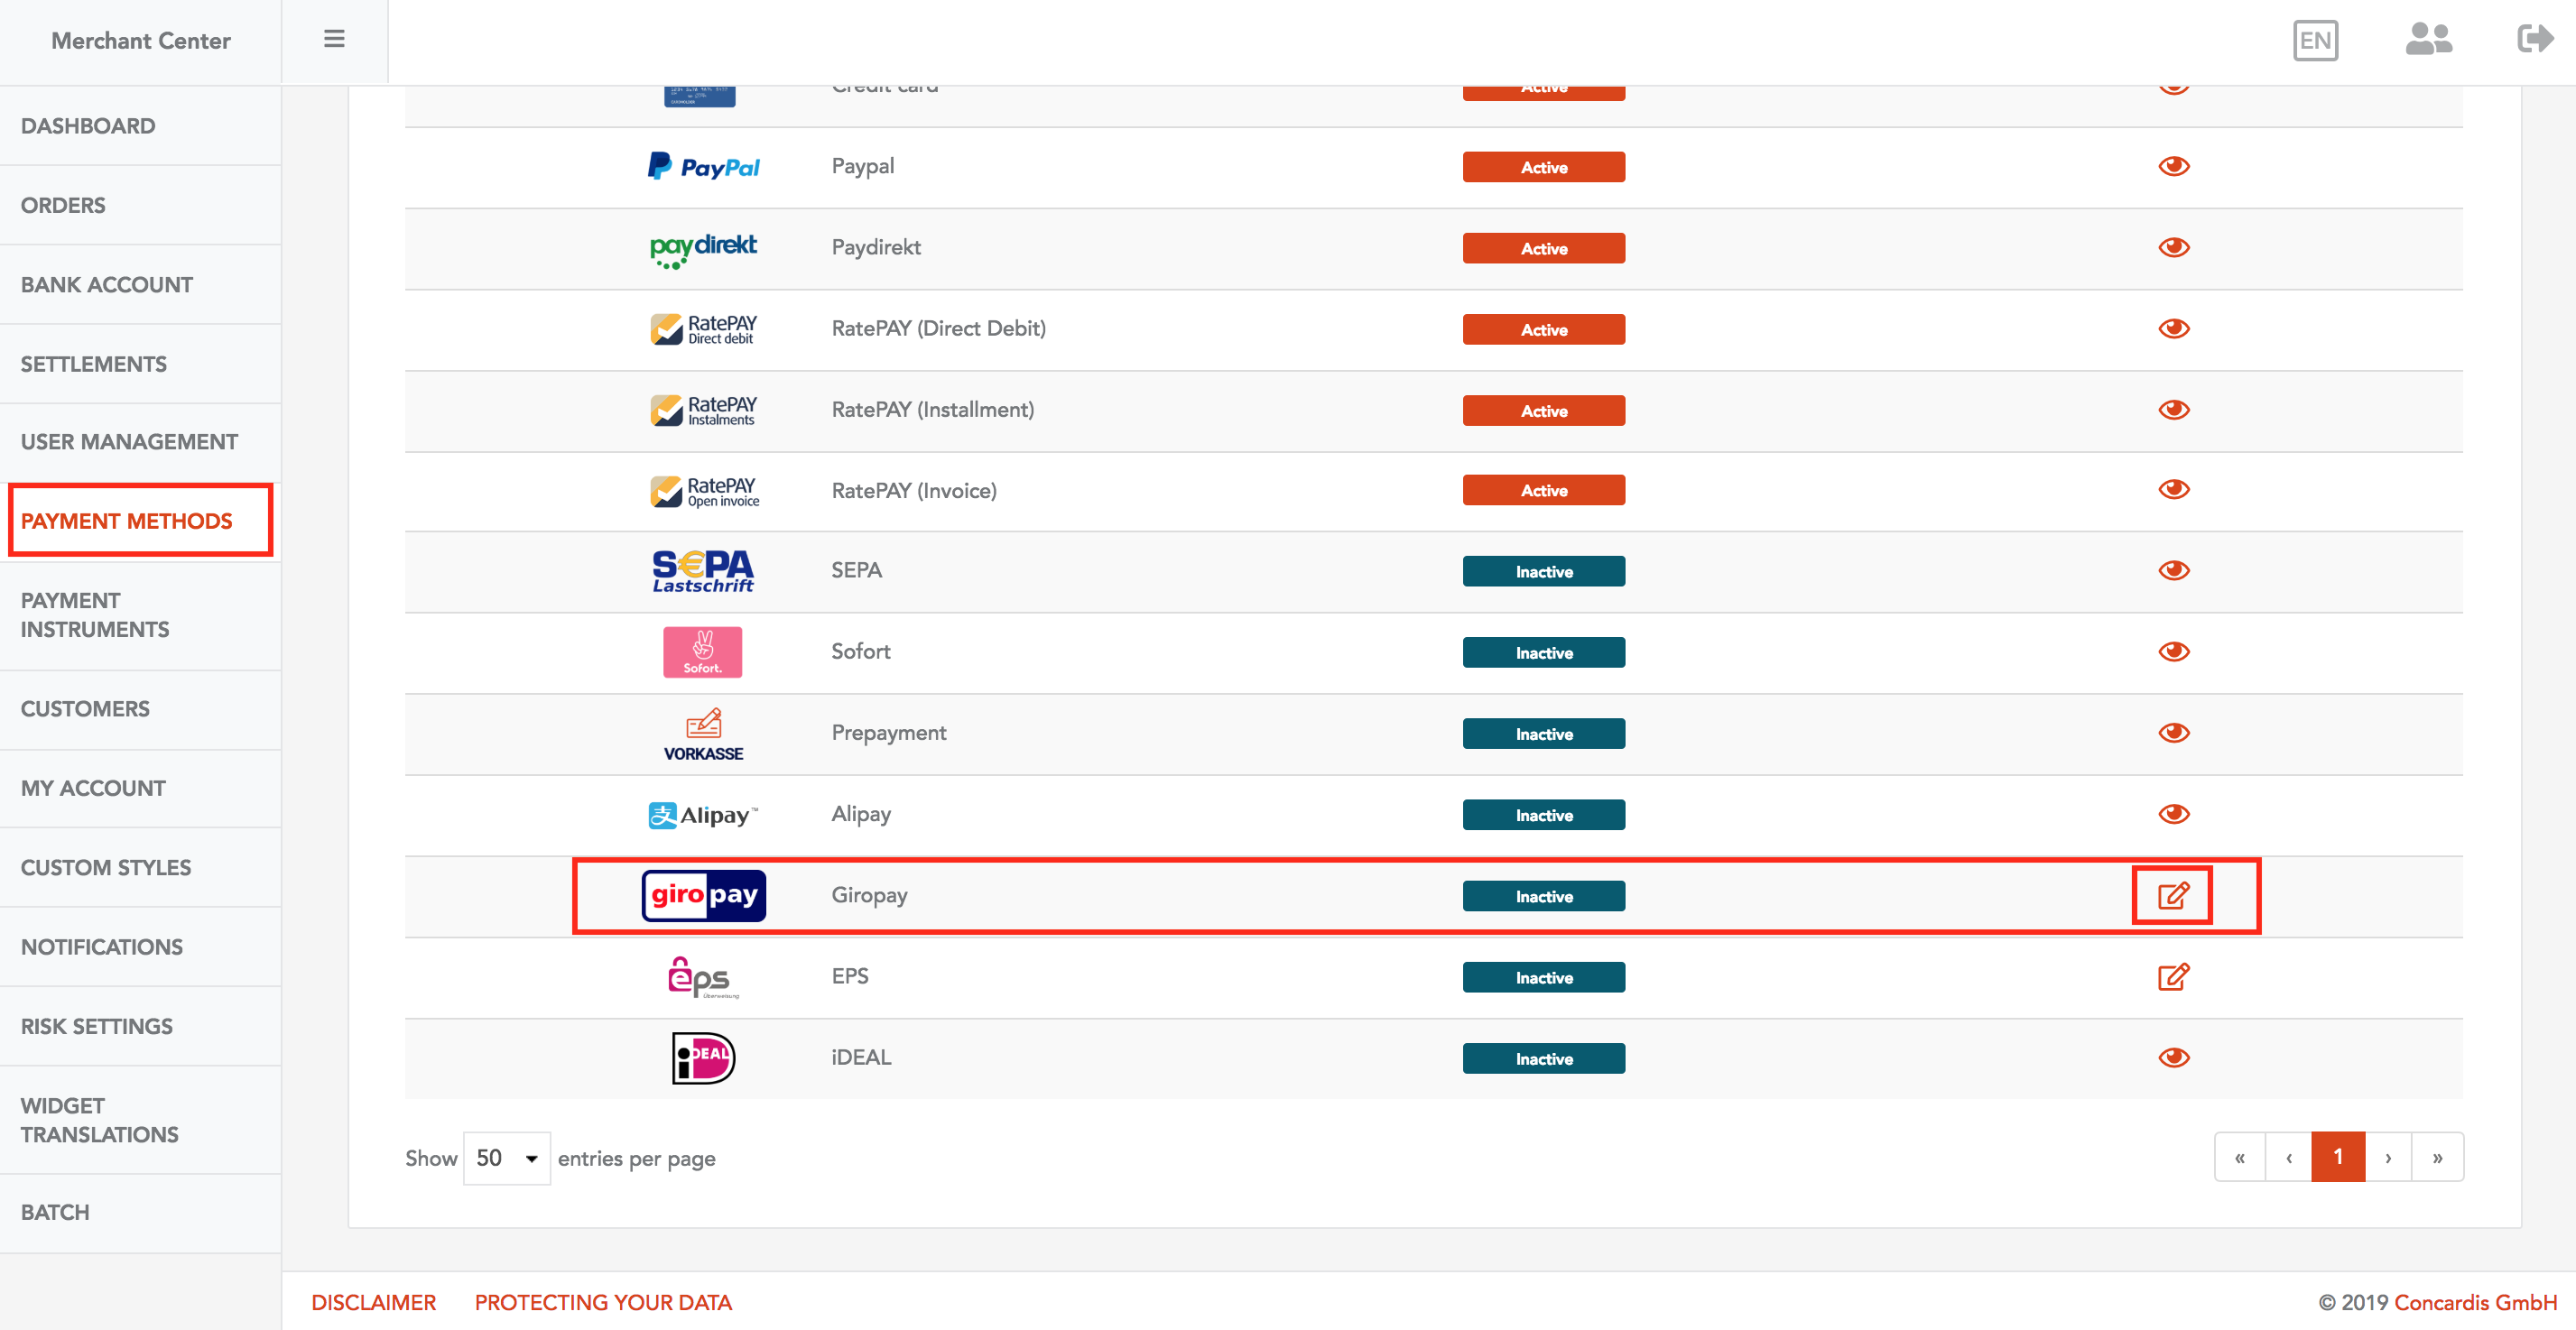 Merchant Center
EN
DASHBOARD
ORDERS
BANK ACCOUNT
SETTLEMENTS
USER MANAGEMENT
PAYMENT METHODS
PAYMENT
INSTRUMENTS
CUSTOMERS
MY ACCOUNT
CUSTOM STYLES
NOTIFICATIONS
RISK SETTINGS
WIDGET
TRANSLATIONS
BATCH
Credit card Active
PayPal Paypal Active
paydirekt Paydirekt Active
RatePAY
Direct debit
RatePAY (Direct Debit) Active
RatePAY
Instalments
RatePAY (Installment) Active
RatePAY
Open invoice
RatePAY (Invoice) Active
S€PA
Lastschrift
SEPA Inactive
Sofort.
Sofort Inactive
VORKASSE
Prepayment Inactive
支 Alipay™ Alipay Inactive
giropay Giropay Inactive
eps
Überweisung
EPS Inactive
iDEAL iDEAL Inactive
Show 50 entries per page
« ‹ 1 › »
DISCLAIMER PROTECTING YOUR DATA © 2019 Concardis GmbH